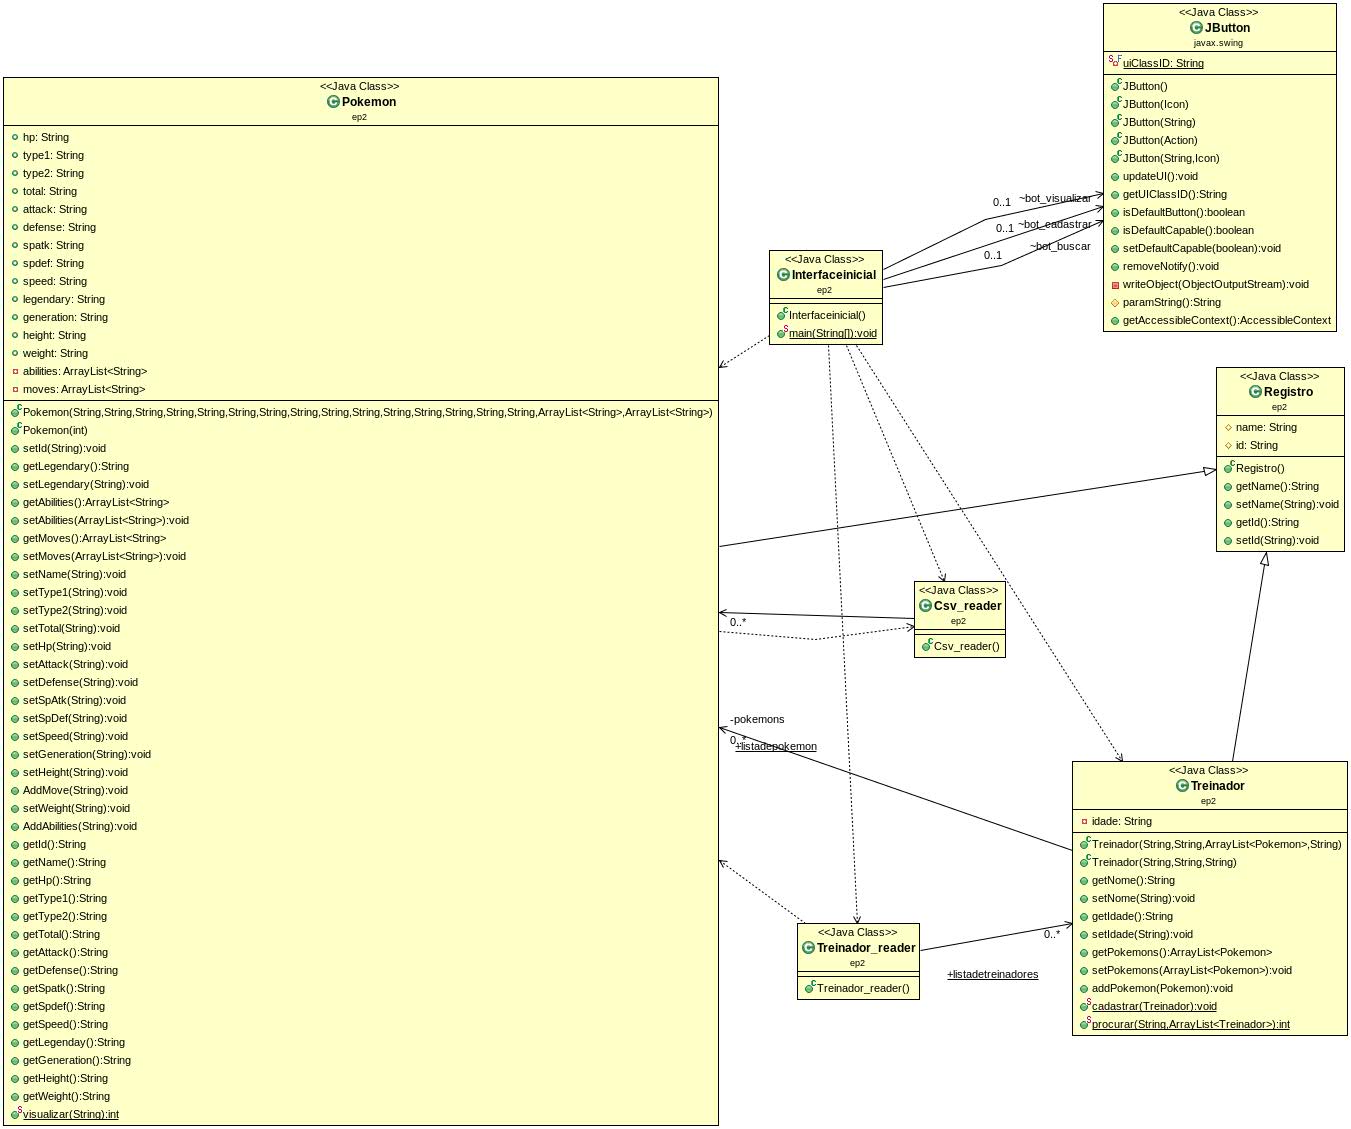 <<Java Class>>
Pokemon
ep2
hp: String
type1: String
type2: String
total: String
attack: String
defense: String
spatk: String
spdef: String
speed: String
legendary: String
generation: String
height: String
weight: String
abilities: ArrayList<String>
moves: ArrayList<String>
Pokemon(String,String,String,String,String,String,String,String,String,String,String,String,String,String,String,ArrayList<String>,ArrayList<String>)
Pokemon(int)
setId(String):void
getLegendary():String
setLegendary(String):void
getAbilities():ArrayList<String>
setAbilities(ArrayList<String>):void
getMoves():ArrayList<String>
setMoves(ArrayList<String>):void
setName(String):void
setType1(String):void
setType2(String):void
setTotal(String):void
setHp(String):void
setAttack(String):void
setDefense(String):void
setSpAtk(String):void
setSpDef(String):void
setSpeed(String):void
setGeneration(String):void
setHeight(String):void
AddMove(String):void
setWeight(String):void
AddAbilities(String):void
getId():String
getName():String
getHp():String
getType1():String
getType2():String
getTotal():String
getAttack():String
getDefense():String
getSpatk():String
getSpdef():String
getSpeed():String
getLegenday():String
getGeneration():String
getHeight():String
getWeight():String
visualizar(String):int
<<Java Class>>
Interfaceinicial
ep2
Interfaceinicial()
main(String[]):void
0..1 ~bot_visualizar
0..1 ~bot_cadastrar
0..1 ~bot_buscar
<<Java Class>>
JButton
javax.swing
uiClassID: String
JButton()
JButton(Icon)
JButton(String)
JButton(Action)
JButton(String,Icon)
updateUI():void
getUIClassID():String
isDefaultButton():boolean
isDefaultCapable():boolean
setDefaultCapable(boolean):void
removeNotify():void
writeObject(ObjectOutputStream):void
paramString():String
getAccessibleContext():AccessibleContext
<<Java Class>>
Registro
ep2
name: String
id: String
Registro()
getName():String
setName(String):void
getId():String
setId(String):void
<<Java Class>>
Csv_reader
ep2
Csv_reader()
0..*
-pokemons
0..*
+listadepokemon
<<Java Class>>
Treinador_reader
ep2
Treinador_reader()
0..*
+listadetreinadores
<<Java Class>>
Treinador
ep2
idade: String
Treinador(String,String,ArrayList<Pokemon>,String)
Treinador(String,String,String)
getNome():String
setNome(String):void
getIdade():String
setIdade(String):void
getPokemons():ArrayList<Pokemon>
setPokemons(ArrayList<Pokemon>):void
addPokemon(Pokemon):void
cadastrar(Treinador):void
procurar(String,ArrayList<Treinador>):int